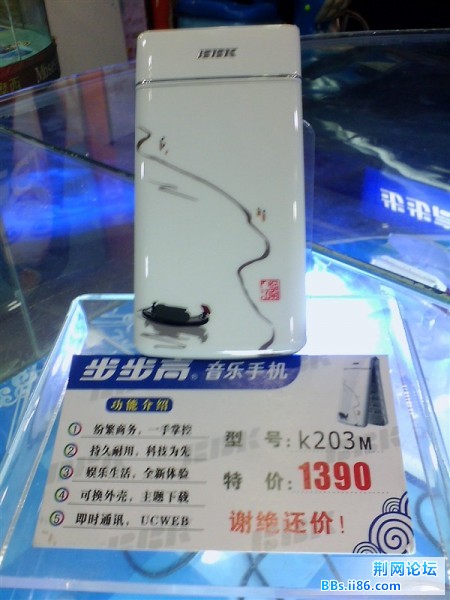 BBK
步步高 音乐手机
功能介绍
① 纷繁商务，一手掌控
② 持久耐用，科技为先
③ 娱乐生活，全新体验
④ 可换外壳，主题下载
⑤ 即时通讯，UCWEB
型 号: k203M
特 价: 1390
谢绝还价！
荆网论坛
BBs.ii86.com